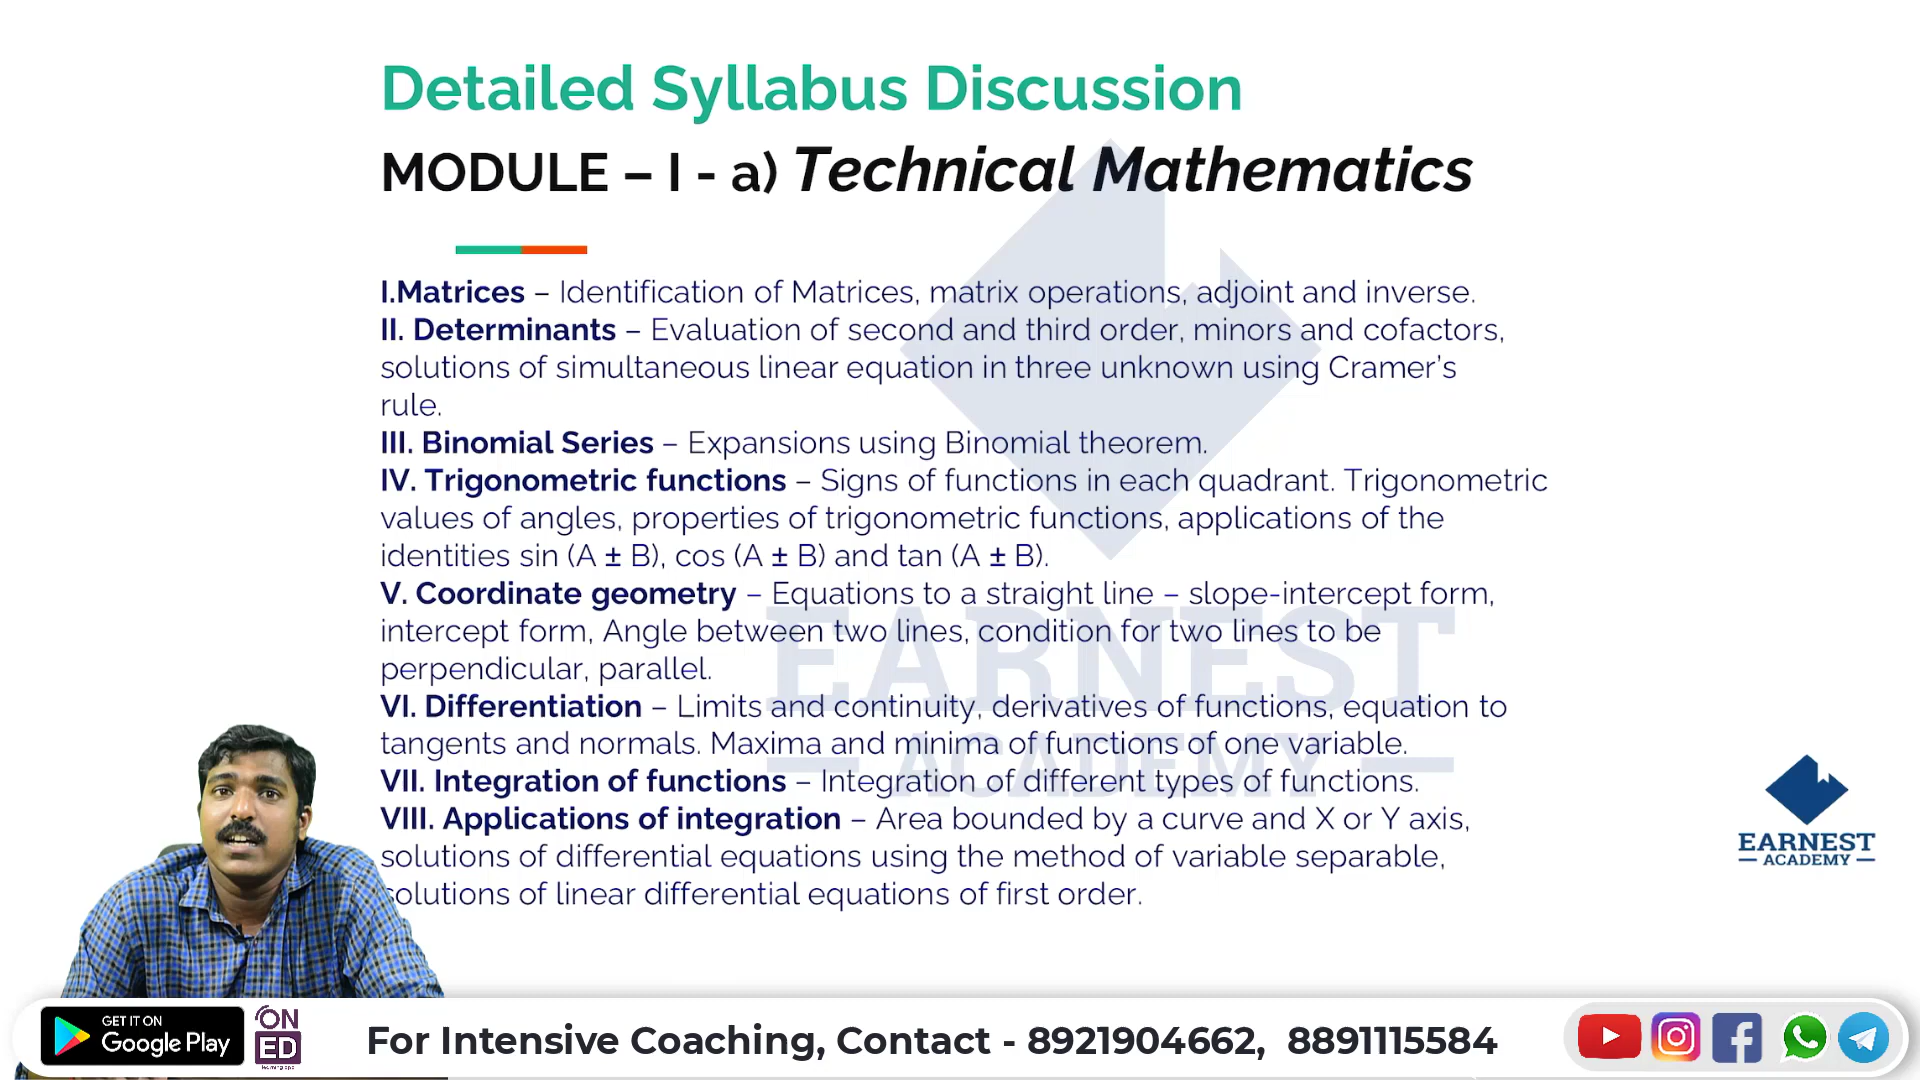 Detailed Syllabus Discussion
MODULE – I - a) Technical Mathematics
I.Matrices – Identification of Matrices, matrix operations, adjoint and inverse.
II. Determinants – Evaluation of second and third order, minors and cofactors,
solutions of simultaneous linear equation in three unknown using Cramer's
rule.
III. Binomial Series – Expansions using Binomial theorem.
IV. Trigonometric functions – Signs of functions in each quadrant. Trigonometric
values of angles, properties of trigonometric functions, applications of the
identities sin (A ± B), cos (A ± B) and tan (A ± B).
V. Coordinate geometry – Equations to a straight line – slope-intercept form,
intercept form, Angle between two lines, condition for two lines to be
perpendicular, parallel.
VI. Differentiation – Limits and continuity, derivatives of functions, equation to
tangents and normals. Maxima and minima of functions of one variable.
VII. Integration of functions – Integration of different types of functions.
VIII. Applications of integration – Area bounded by a curve and X or Y axis,
solutions of differential equations using the method of variable separable,
solutions of linear differential equations of first order.
EARNEST
ACADEMY
EARNEST
ACADEMY
GET IT ON
Google Play
ON
ED
learning app
For Intensive Coaching, Contact - 8921904662, 8891115584